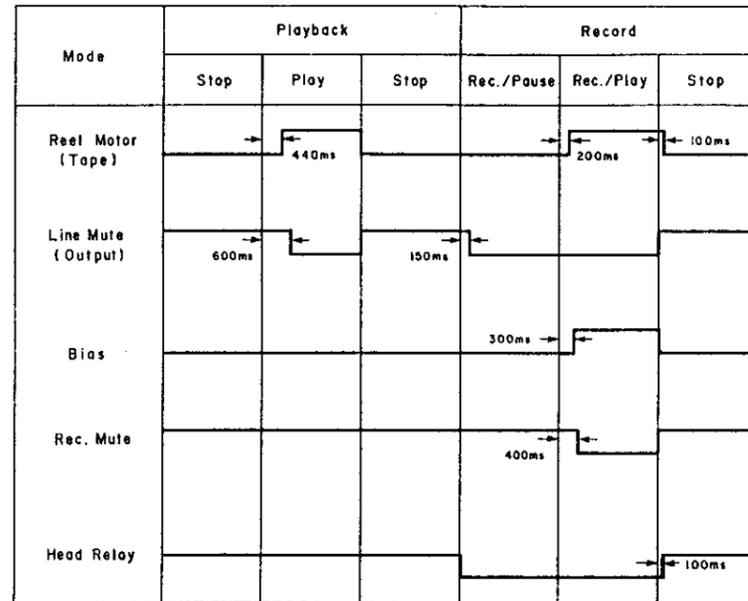 Mode
Playback
Record
Stop
Play
Stop
Rec./Pause
Rec./Play
Stop
Reel Motor
(Tape)
440ms
200ms
100ms
Line Mute
(Output)
600ms
150ms
Bias
300ms
Rec. Mute
400ms
Head Relay
100ms